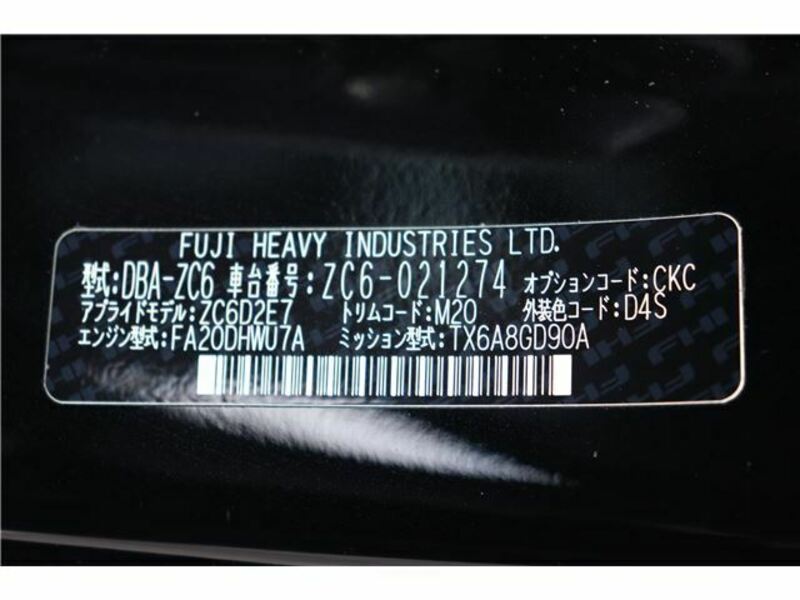 FUJI HEAVY INDUSTRIES LTD.
型式:DBA-ZC6 車台番号:ZC6-021274 オプションコード:CKC
アプライドモデル:ZC6D2E7 トリムコード:M20 外装色コード:D4S
エンジン型式:FA20DHWU7A ミッション型式:TX6A8GD90A